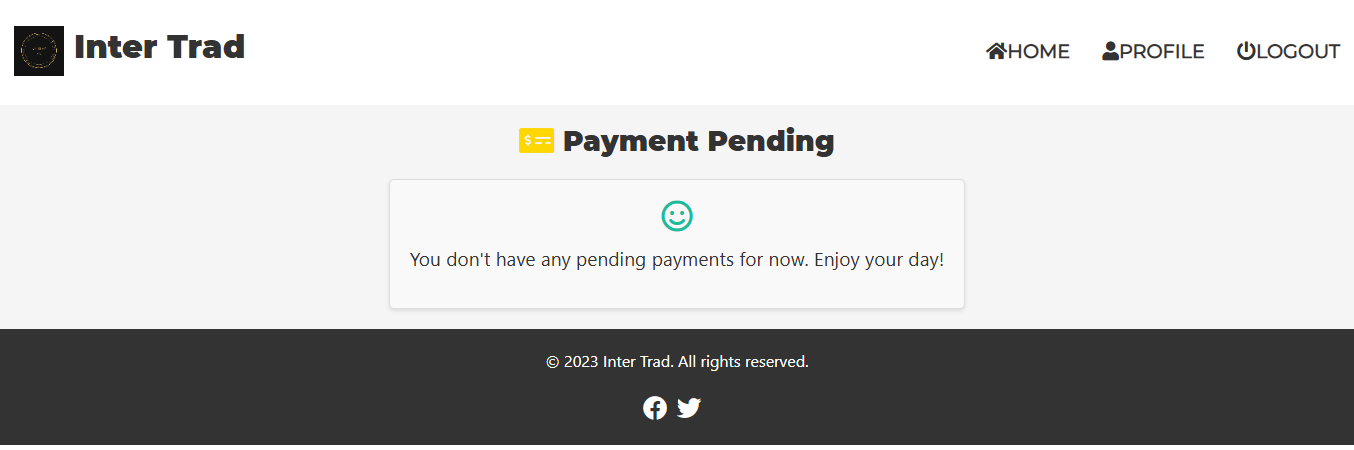 Inter Trad
HOME PROFILE LOGOUT
Payment Pending
You don't have any pending payments for now. Enjoy your day!
© 2023 Inter Trad. All rights reserved.